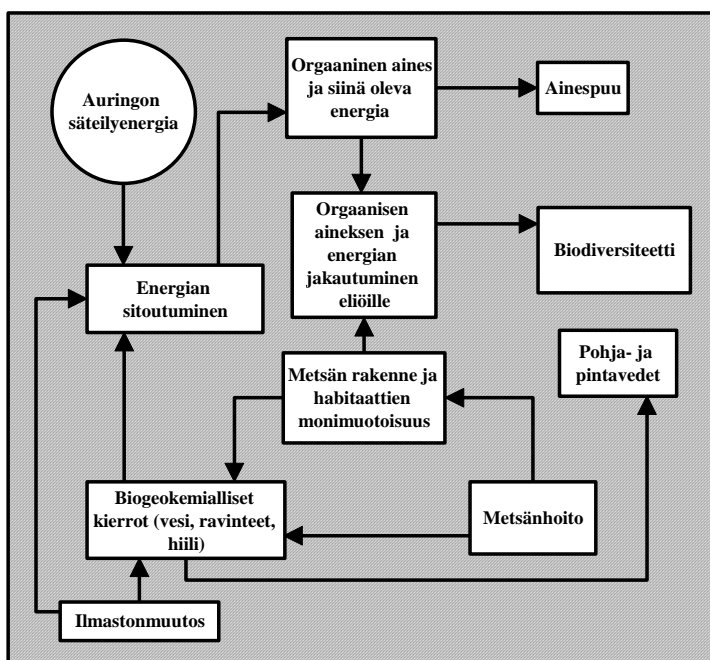 Auringon
säteilyenergia
Orgaaninen aines
ja siinä oleva
energia
Ainespuu
Orgaanisen
aineksen ja
energian
jakautuminen
eliöille
Biodiversiteetti
Energian
sitoutuminen
Pohja- ja
pintavedet
Metsän rakenne ja
habitaattien
monimuotoisuus
Biogeokemialliset
kierrot (vesi, ravinteet,
hiili)
Metsänhoito
Ilmastonmuutos